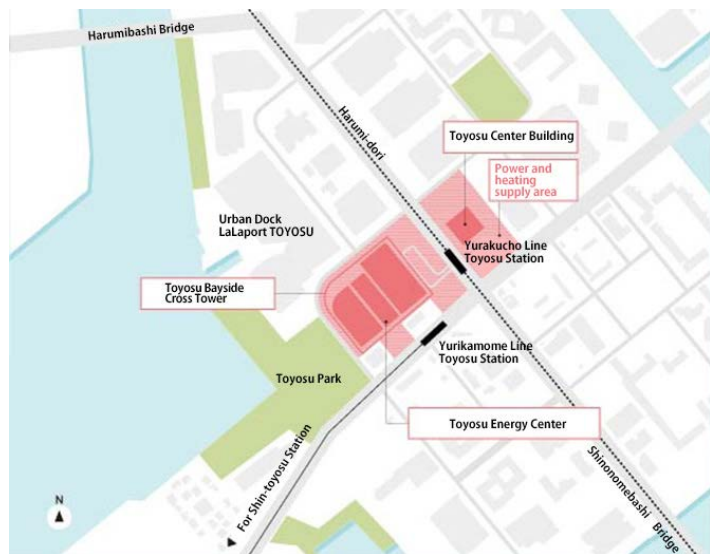 Harumibashi Bridge
Harumi-dori
Toyosu Center Building
Power and
heating
supply area
Urban Dock
LaLaport TOYOSU
Yurakucho Line
Toyosu Station
Toyosu Bayside
Cross Tower
Yurikamome Line
Toyosu Station
Toyosu Park
Toyosu Energy Center
For Shin-toyosu Station
Shinonomebashi Bridge
N